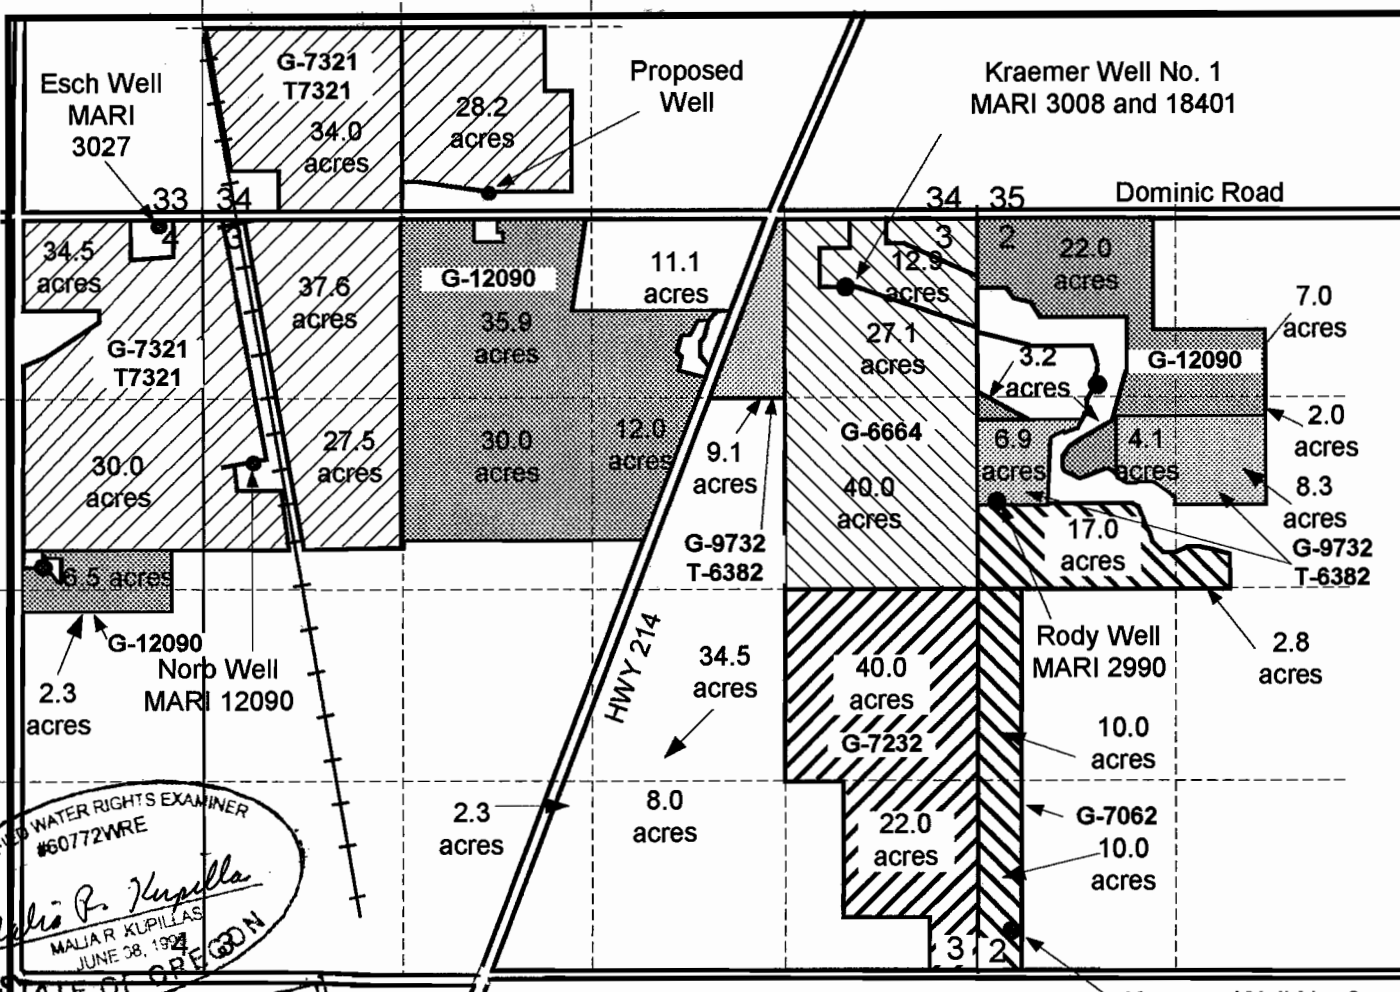 Esch Well
MARI
3027
G-7321
T7321
34.0
acres
28.2
acres
Proposed
Well
Kraemer Well No. 1
MARI 3008 and 18401
33
34
34
35
Dominic Road
4
3
3
2
34.5
acres
G-7321
T7321
37.6
acres
G-12090
35.9
acres
11.1
acres
12.9
acres
27.1
acres
22.0
acres
7.0
acres
3.2
acres
G-12090
2.0
acres
30.0
acres
27.5
acres
30.0
acres
12.0
acres
9.1
acres
G-6664
40.0
acres
6.9
acres
4.1
acres
8.3
acres
G-9732
T-6382
G-9732
T-6382
17.0
acres
6.5 acres
G-12090
2.3
acres
Norb Well
MARI 12090
HWY 214
34.5
acres
40.0
acres
G-7232
Rody Well
MARI 2990
2.8
acres
10.0
acres
G-7062
10.0
acres
2.3
acres
8.0
acres
22.0
acres
WATER RIGHTS EXAMINER
#60772WRE
R. Kupillas
MALIA R. KUPILLAS
JUNE 08,
STATE OF OREGON
4
3
3
2